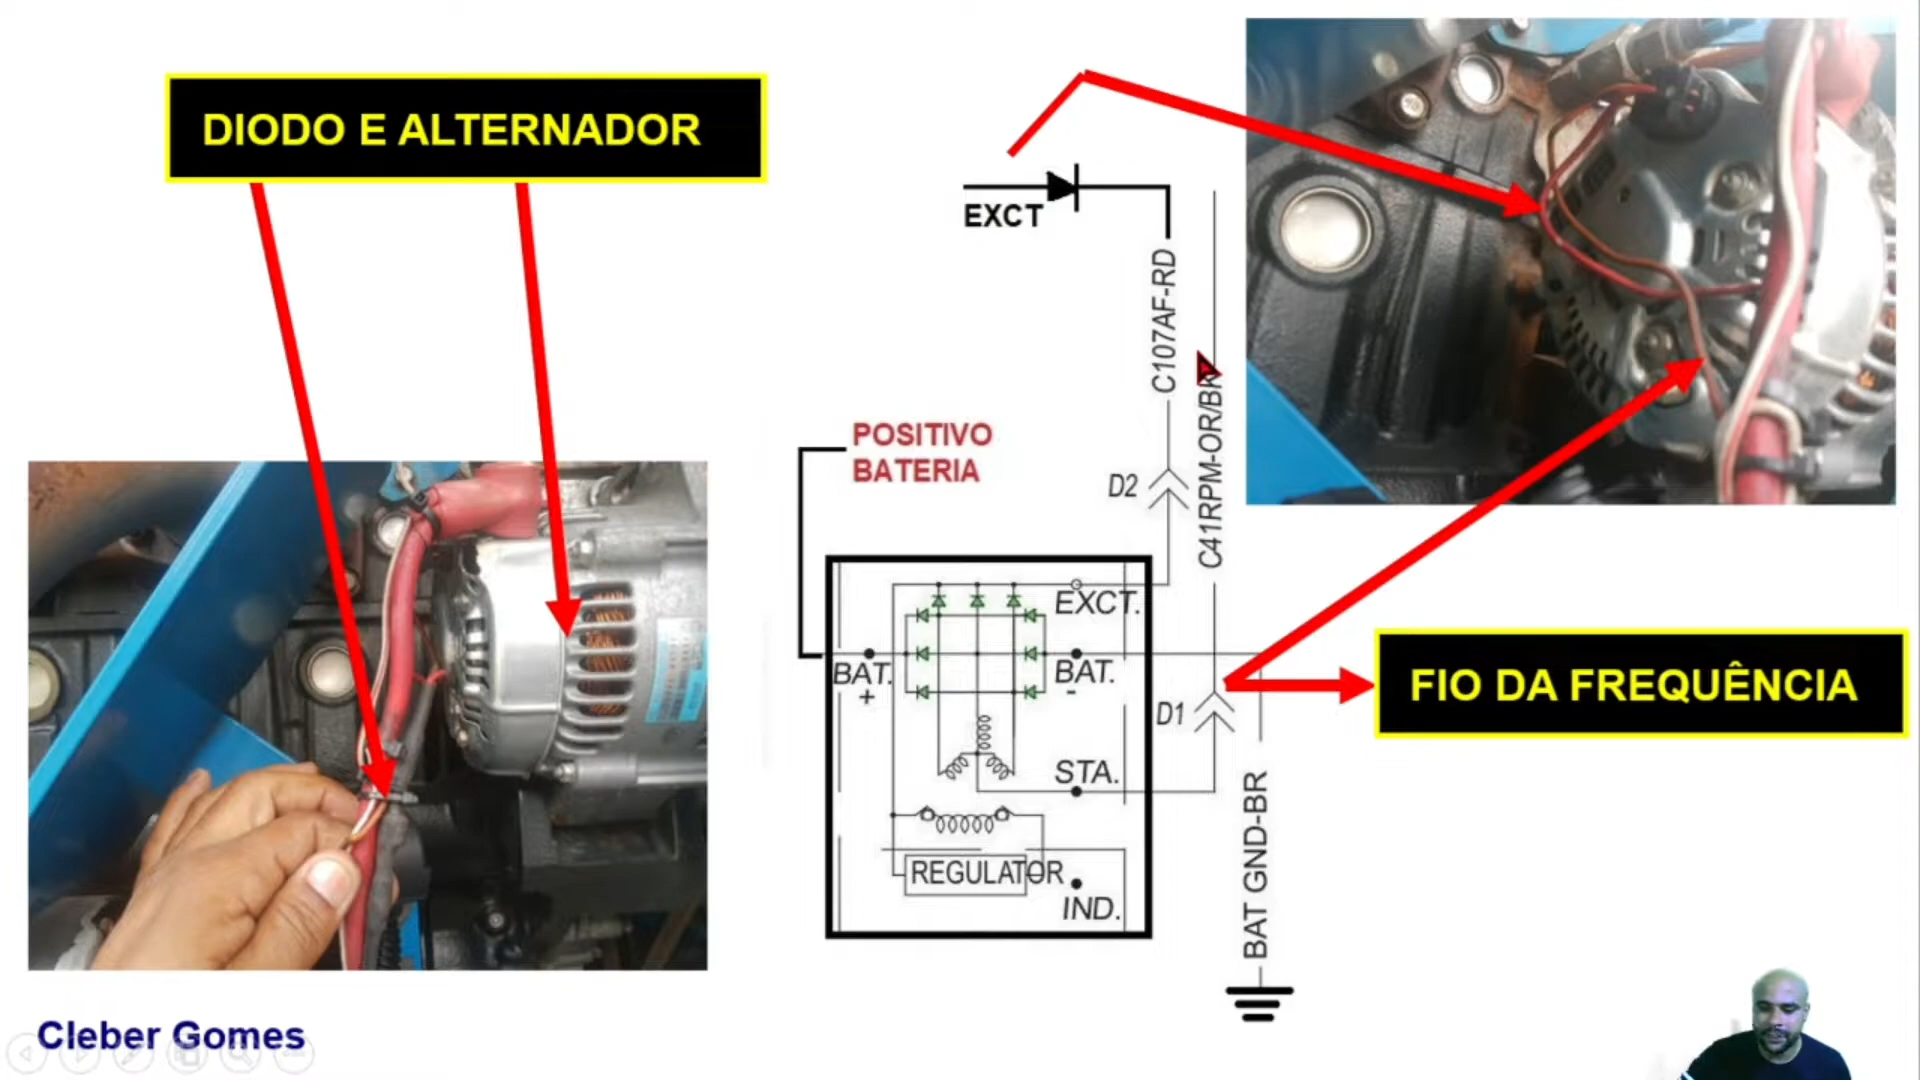 DIODO E ALTERNADOR
EXCT
C107AF-RD
C41RPM-OR/BK
POSITIVO
BATERIA
D2
EXCT.
BAT.
+
BAT.
-
D1
FIO DA FREQUÊNCIA
STA.
REGULATOR
IND.
BAT GND-BR
Cleber Gomes